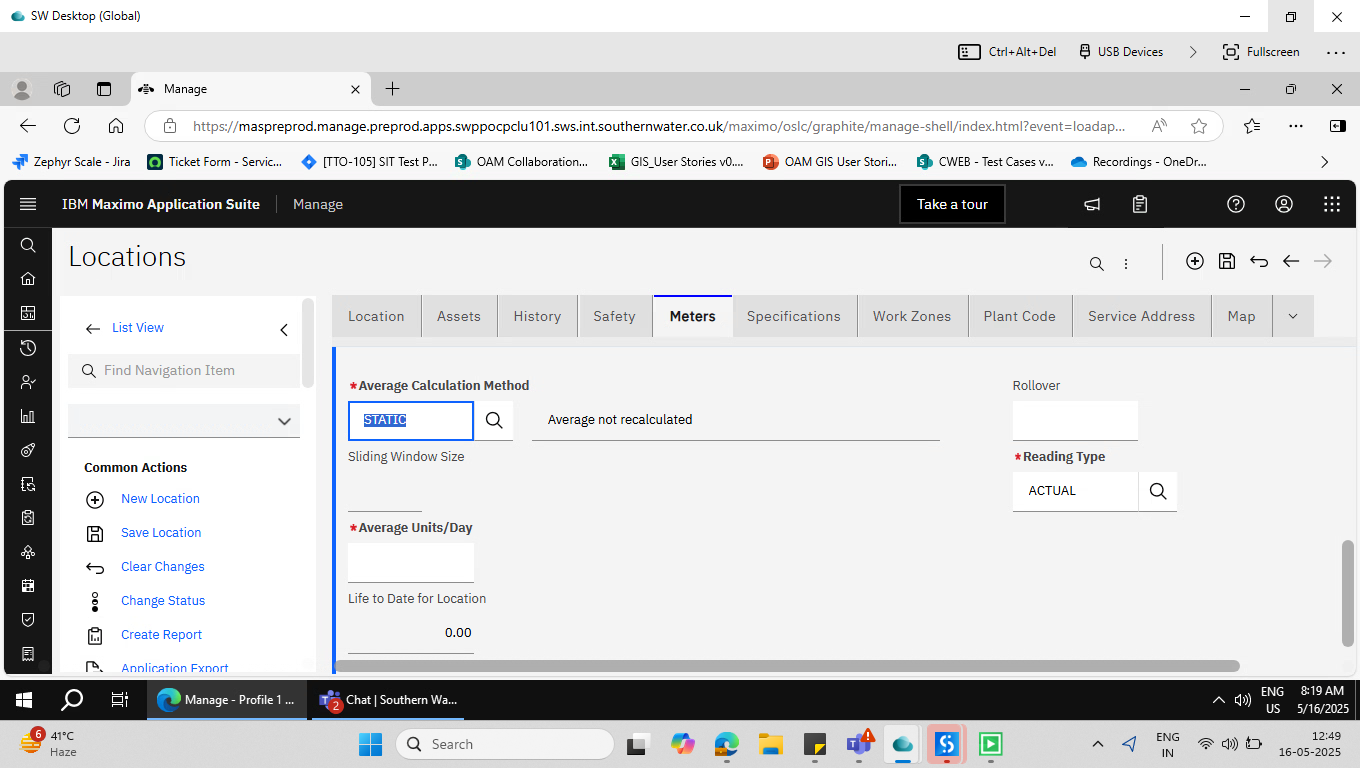 SW Desktop (Global)
Ctrl+Alt+Del USB Devices Fullscreen
Manage
https://maspreprod.manage.preprod.apps.swppocpclu101.sws.int.southernwater.co.uk/maximo/oslc/graphite/manage-shell/index.html?event=loadap...
Zephyr Scale - Jira Ticket Form - Servic... [TTO-105] SIT Test P... OAM Collaboration... GIS_User Stories v0.... OAM GIS User Stori... CWEB - Test Cases v... Recordings - OneDr...
IBM Maximo Application Suite Manage Take a tour
Locations
List View
Find Navigation Item
Common Actions
New Location
Save Location
Clear Changes
Change Status
Create Report
Application Export
Location Assets History Safety Meters Specifications Work Zones Plant Code Service Address Map
*Average Calculation Method Rollover
STATIC Average not recalculated
Sliding Window Size *Reading Type
ACTUAL
*Average Units/Day
Life to Date for Location
0.00
Manage - Profile 1 ... 2 Chat | Southern Wa... ENG US 8:19 AM 5/16/2025
6 41°C Haze Search ENG IN 12:49 16-05-2025